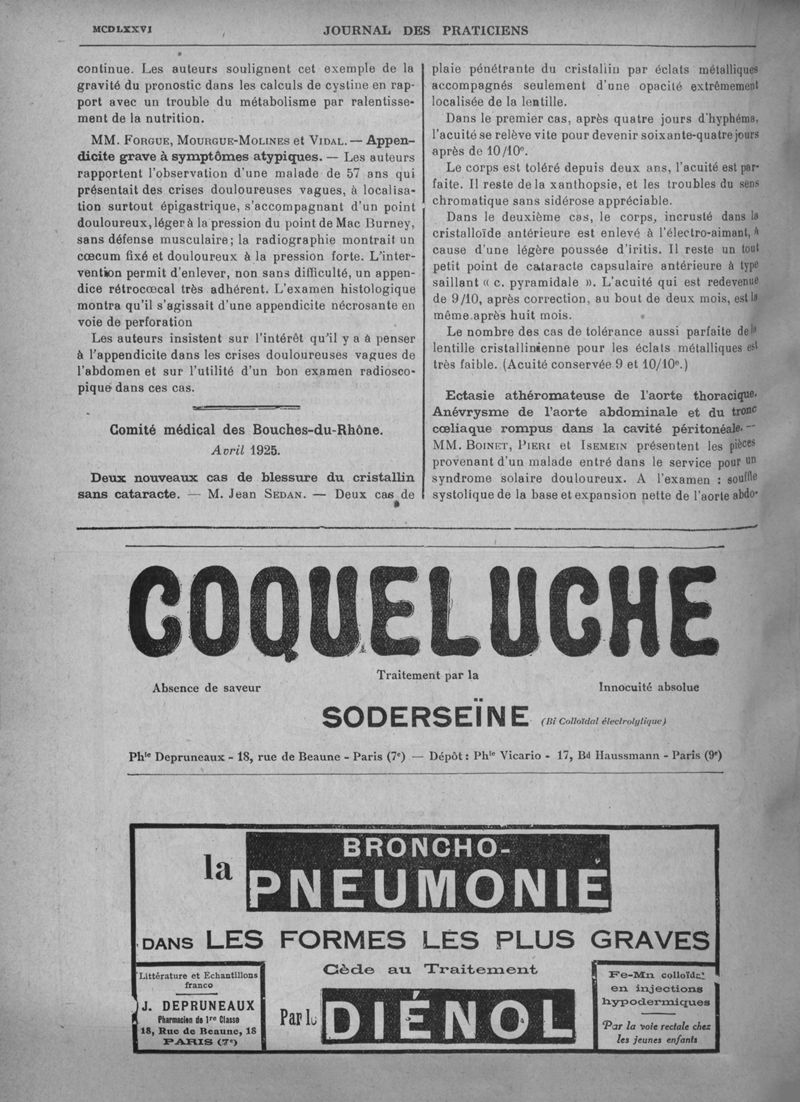 MCDLXXVI
JOURNAL DES PRATICIENS
continue. Les auteurs soulignent cet exemple de la
gravité du pronostic dans les calculs de cystine en rap-
port avec un trouble du métabolisme par ralentisse-
ment de la nutrition.
MM. FORGUE, MOURGUE-MOLINES et VIDAL. — Appen-
dicite grave à symptômes atypiques. — Les auteurs
rapportent l'observation d'une malade de 57 ans qui
présentait des crises douloureuses vagues, à localisa-
tion surtout épigastrique, s'accompagnant d'un point
douloureux, léger à la pression du point de Mac Burney,
sans défense musculaire; la radiographie montrait un
cœcum fixé et douloureux à la pression forte. L'inter-
vention permit d'enlever, non sans difficulté, un appen-
dice rétrocœcal très adhérent. L'examen histologique
montra qu'il s'agissait d'une appendicite nécrosante en
voie de perforation
Les auteurs insistent sur l'intérêt qu'il y a à penser
à l'appendicite dans les crises douloureuses vagues de
l'abdomen et sur l'utilité d'un bon examen radiosco-
pique dans ces cas.
Comité médical des Bouches-du-Rhône.
Avril 1925.
Deux nouveaux cas de blessure du cristallin
sans cataracte. — M. Jean SEDAN. — Deux cas de
plaie pénétrante du cristallin par éclats métalliques
accompagnés seulement d'une opacité extrêmement
localisée de la lentille.
Dans le premier cas, après quatre jours d'hyphéma,
l'acuité se relève vite pour devenir soixante-quatre jours
après de 10/10e.
Le corps est toléré depuis deux ans, l'acuité est par-
faite. Il reste de la xanthopsie, et les troubles du sens
chromatique sans sidérose appréciable.
Dans le deuxième cas, le corps, incrusté dans la
cristalloïde antérieure est enlevé à l'électro-aimant, à
cause d'une légère poussée d'iritis. Il reste un tout
petit point de cataracte capsulaire antérieure à type
saillant « c. pyramidale ». L'acuité qui est redevenue
de 9/10, après correction, au bout de deux mois, est la
même après huit mois.
Le nombre des cas de tolérance aussi parfaite de la
lentille cristallinienne pour les éclats métalliques est
très faible. (Acuité conservée 9 et 10/10e.)
Ectasie athéromateuse de l'aorte thoracique.
Anévrysme de l'aorte abdominale et du tronc
cœliaque rompus dans la cavité péritonéale. —
MM. BOINET, PIERI et ISEMEIN présentent les pièces
provenant d'un malade entré dans le service pour un
syndrome solaire douloureux. A l'examen : souffle
systolique de la base et expansion nette de l'aorte abdo-
COQUELUCHE
Traitement par la
Absence de saveur
Innocuité absolue
SODERSEÏNE (Bi Colloïdal électrolytique)
Phie Depruneaux - 18, rue de Beaune - Paris (7e) — Dépôt : Phie Vicario - 17, Bd Haussmann - Paris (9e)
la BRONCHO-
PNEUMONIE
DANS LES FORMES LES PLUS GRAVES
Cède au Traitement
Littérature et Echantillons
franco
J. DEPRUNEAUX
Pharmacien de 1re Classe
18, Rue de Beaune, 18
PARIS (7e)
Par le DIÉNOL
Fe-Mn colloïdal
en injections
hypodermiques
Par la voie rectale chez
les jeunes enfants